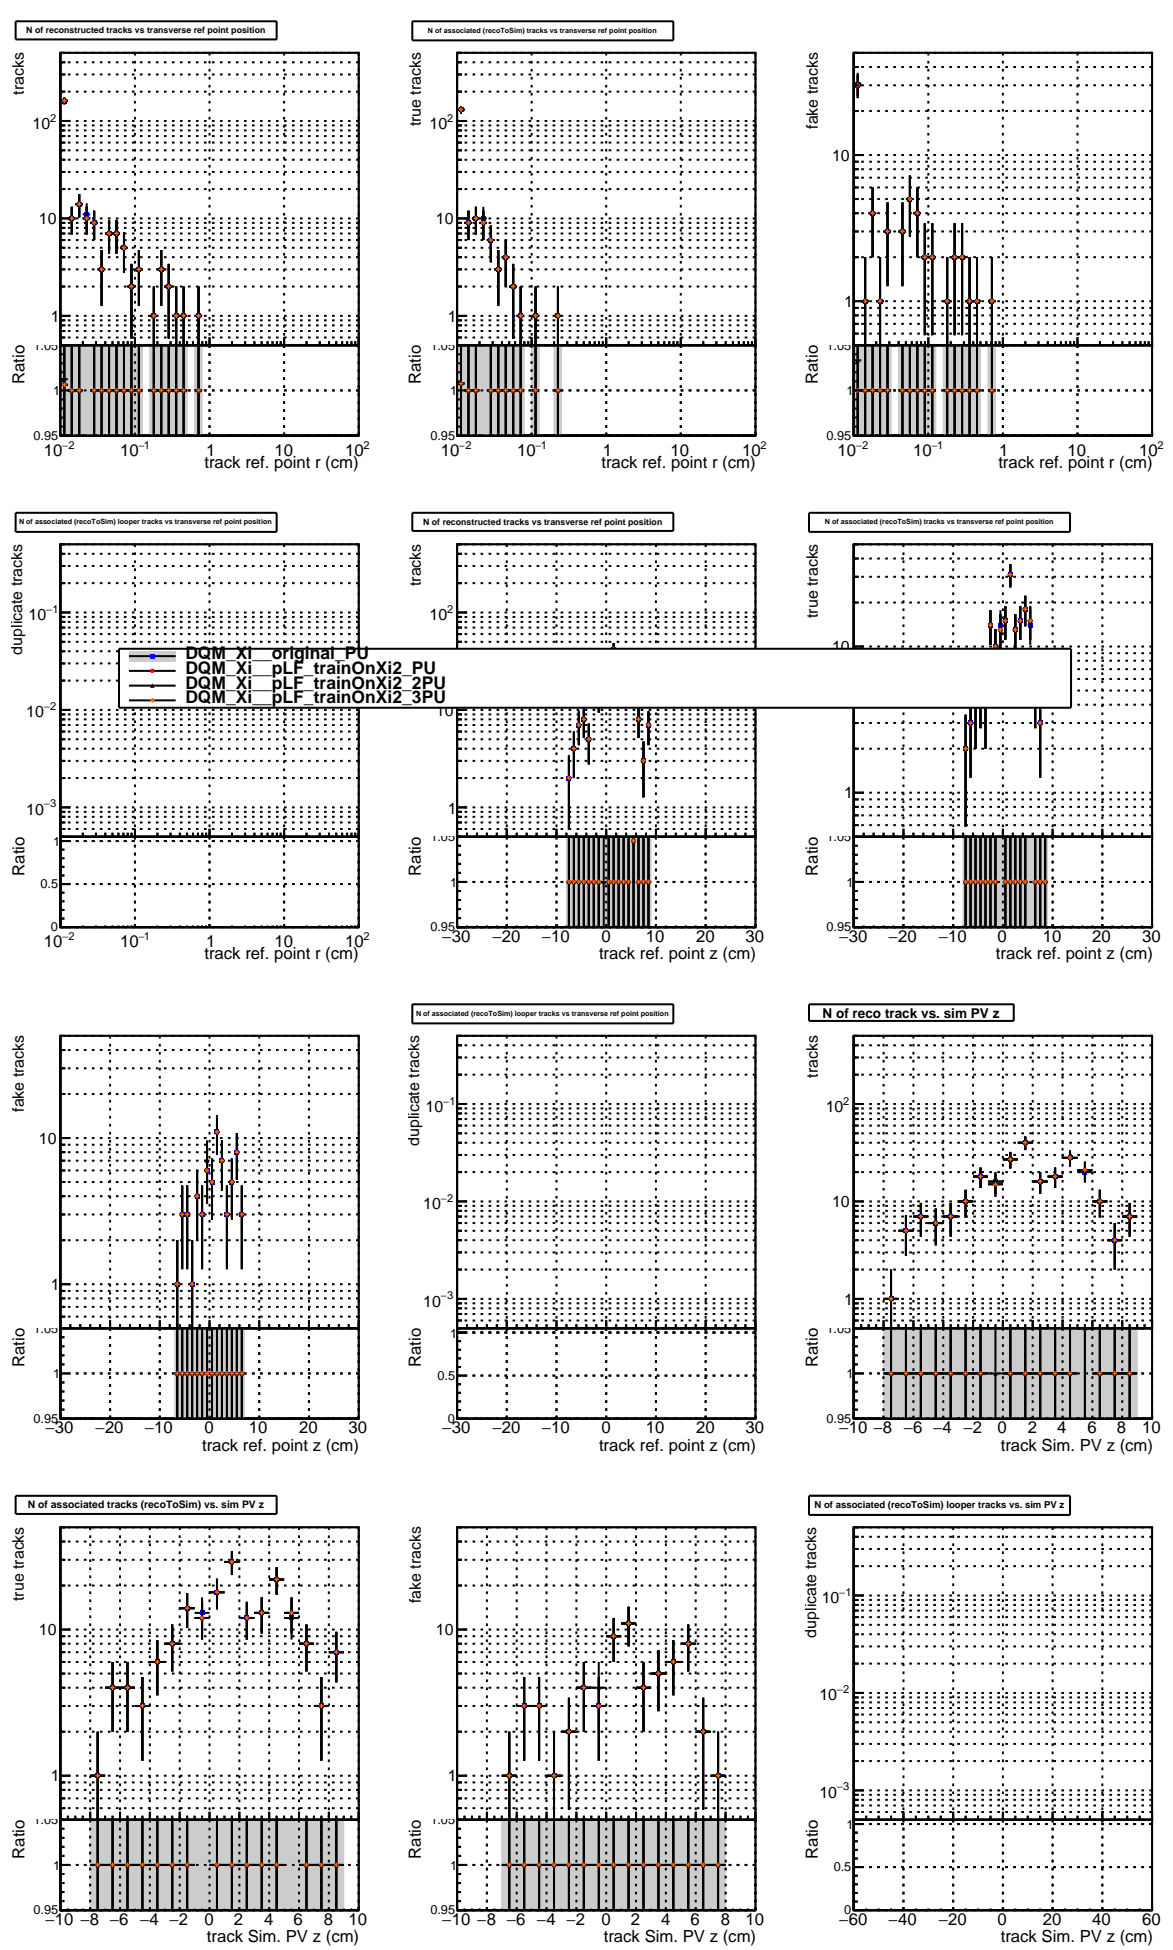 N of reconstructed tracks vs transverse ref point position
tracks
10²
10
1
Ratio
1.05
1
0.95
10⁻² 10⁻¹ 1 10 10²
track ref. point r (cm)
N of associated (recoToSim) tracks vs transverse ref point position
true tracks
10²
10
1
Ratio
1.05
1
0.95
10⁻² 10⁻¹ 1 10 10²
track ref. point r (cm)
fake tracks
10
1
Ratio
1.05
1
0.95
10⁻² 10⁻¹ 1 10 10²
track ref. point r (cm)
N of associated (recoToSim) looper tracks vs transverse ref point position
duplicate tracks
10⁻¹
10⁻²
10⁻³
Ratio
1
0.5
0
10⁻² 10⁻¹ 1 10 10²
track ref. point r (cm)
N of reconstructed tracks vs transverse ref point position
tracks
10²
10
1
Ratio
1.05
1
0.95
−30 −20 −10 0 10 20 30
track ref. point z (cm)
N of associated (recoToSim) tracks vs transverse ref point position
true tracks
10
1
Ratio
1.05
1
0.95
−30 −20 −10 0 10 20 30
track ref. point z (cm)
DQM_Xi__original_PU
DQM_Xi__pLF_trainOnXi2_PU
DQM_Xi__pLF_trainOnXi2_2PU
DQM_Xi__pLF_trainOnXi2_3PU
fake tracks
10
1
Ratio
1.05
1
0.95
−30 −20 −10 0 10 20 30
track ref. point z (cm)
N of associated (recoToSim) looper tracks vs transverse ref point position
duplicate tracks
10⁻¹
10⁻²
10⁻³
Ratio
1
0.5
0
−30 −20 −10 0 10 20 30
track ref. point z (cm)
N of reco track vs. sim PV z
tracks
10²
10
1
Ratio
1.05
1
0.95
−10 −8 −6 −4 −2 0 2 4 6 8 10
track Sim. PV z (cm)
N of associated tracks (recoToSim) vs. sim PV z
true tracks
10
1
Ratio
1.05
1
0.95
−10 −8 −6 −4 −2 0 2 4 6 8 10
track Sim. PV z (cm)
fake tracks
10
1
Ratio
1.05
1
0.95
−10 −8 −6 −4 −2 0 2 4 6 8 10
track Sim. PV z (cm)
N of associated (recoToSim) looper tracks vs. sim PV z
duplicate tracks
10⁻¹
10⁻²
10⁻³
Ratio
1
0.5
0
−60 −40 −20 0 20 40 60
track Sim. PV z (cm)